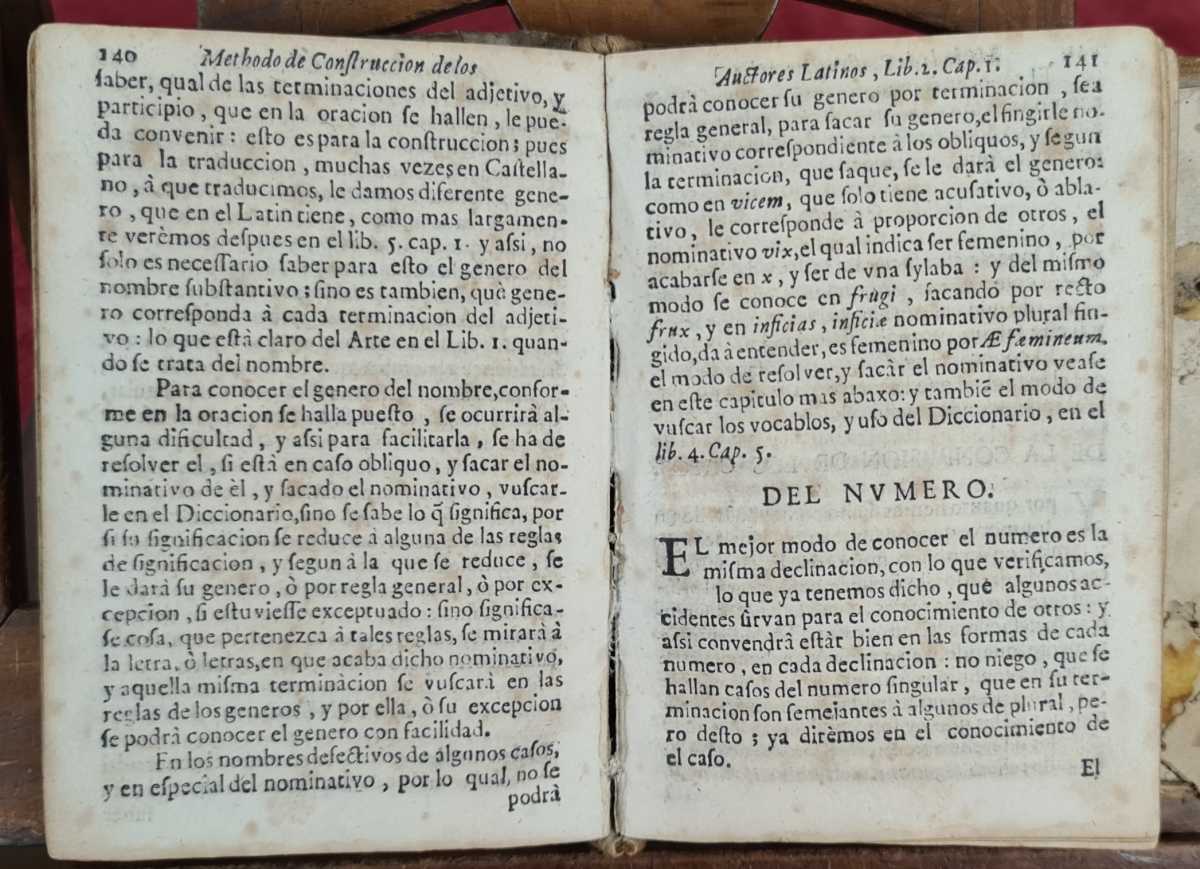 140 Methodo de Conſtruccion de los
ſaber, qual de las terminaciones del adjetivo, y
participio, que en la oracion se hallen, le pue-
da convenir: eſto es para la conſtruccion; pues
para la traduccion, muchas vezes en Caſtella-
no, à que traducimos, le damos diferente gene-
ro, que en el Latin tiene, como mas largamen-
te verèmos deſpues en el lib. 5. cap. 1. y aſsi, no
ſolo es neceſſario ſaber para eſto el genero del
nombre ſubſtantivo; ſino es tambien, què gene-
ro correſponda â cada terminacion del adjeti-
vo: lo que eſtà claro del Arte en el Lib. 1. quan-
do ſe trata del nombre.
Para conocer el genero del nombre, confor-
me en la oracion ſe halla pueſto, ſe ocurrirà al-
guna dificultad, y aſsi para facilitarla, ſe ha de
reſolver el, ſi eſtà en caſo obliquo, y ſacar el no-
minativo de èl, y ſacado el nominativo, vuſcar-
le en el Diccionario, ſino ſe ſabe lo q̃ ſignifica, por
ſi ſu ſignificacion ſe reduce à alguna de las reglas
de ſignificacion, y ſegun à la que ſe reduce, ſe
le darà ſu genero, ò por regla general, ò por ex-
cepcion, ſi eſtuvieſſe exceptuado: ſino ſignifica-
ſe coſa, que pertenezca â tales reglas, ſe mirarà à
la letra, ò letras, en que acaba dicho nominativo,
y aquella miſma terminàcion ſe vuſcarà en las
reglas de los generos, y por ella, ò ſu excepcion
ſe podrà conocer el genero con facilidad.
En los nombres defectivos de algunos caſos,
y en eſpecial del nominativo, por lo qual, no ſe
podrà
Auctores Latinos, Lib. 2. Cap. 1. 141
podrà conocer ſu genero por terminacion, ſea
regla general, para ſacar ſu genero, el fingirle no-
minativo correſpondiente à los obliquos, y ſegun
la terminacion, que ſaque, ſe le darà el genero:
como en vicem, que ſolo tiene acuſativo, ò abla-
tivo, le correſponde à proporcion de otros, el
nominativo vix, el qual indica ſer femenino, por
acabarſe en x, y ſer de vna ſylaba: y del miſmo
modo ſe conoce en frugi, ſacando por recto
frux, y en inficias, inficiæ nominativo plural fin-
gido, da à entender, es femenino por Æ fæmineum.
el modo de reſolver, y ſacàr el nominativo veaſe
en eſte capitulo mas abaxo: y tambiẽ el modo de
vuſcar los vocablos, y uſo del Diccionario, en el
lib. 4. Cap. 5.
DEL NVMERO.
EL mejor modo de conocer el numero es la
miſma declinacion, con lo que verificamos,
lo que ya tenemos dicho, què algunos ac-
cidentes ſirvan para el conocimiento de otros: y
aſsi convendrà eſtàr bien en las formas de cada
numero, en cada declinacion: no niego, que ſe
hallan caſos del numero ſingular, que en ſu ter-
minacion ſon ſemejantes à algunos de plural, pe-
ro deſto; ya dirèmos en el conocimiento de
el caſo.
El